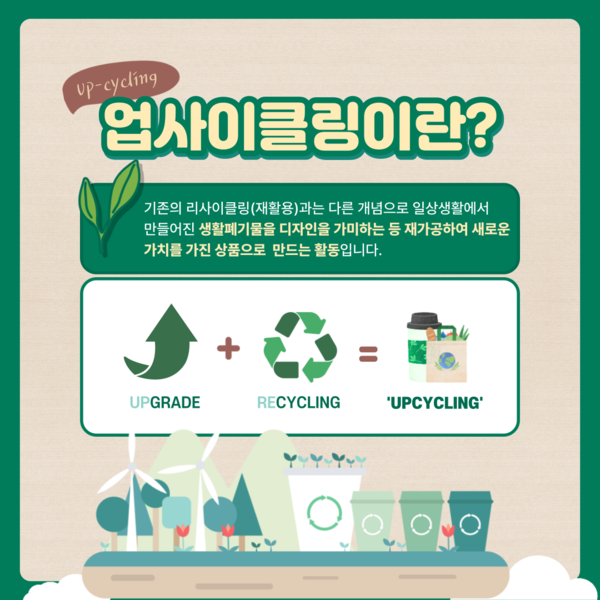 up-cycling
업사이클링이란?
기존의 리사이클링(재활용)과는 다른 개념으로 일상생활에서
만들어진 생활폐기물을 디자인을 가미하는 등 재가공하여 새로운
가치를 가진 상품으로 만드는 활동입니다.
+ =
UPGRADE RECYCLING 'UPCYCLING'